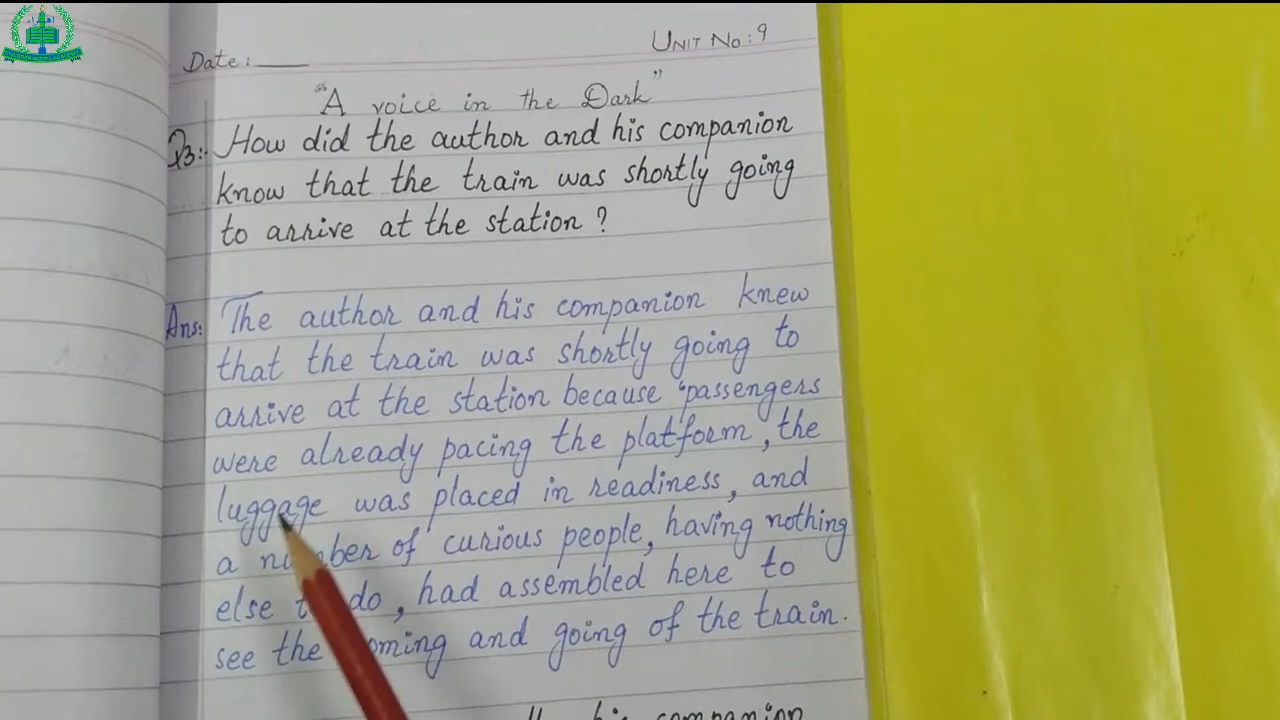 UNIT No: 9
Date:
"A voice in the Dark"
Q3:- How did the author and his companion
know that the train was shortly going
to arrive at the station?
Ans: The author and his companion knew
that the train was shortly going to
arrive at the station because "passengers
were already pacing the platform, the
luggage was placed in readiness, and
a number of curious people, having nothing
else to do, had assembled here to
see the coming and going of the train.
his companion